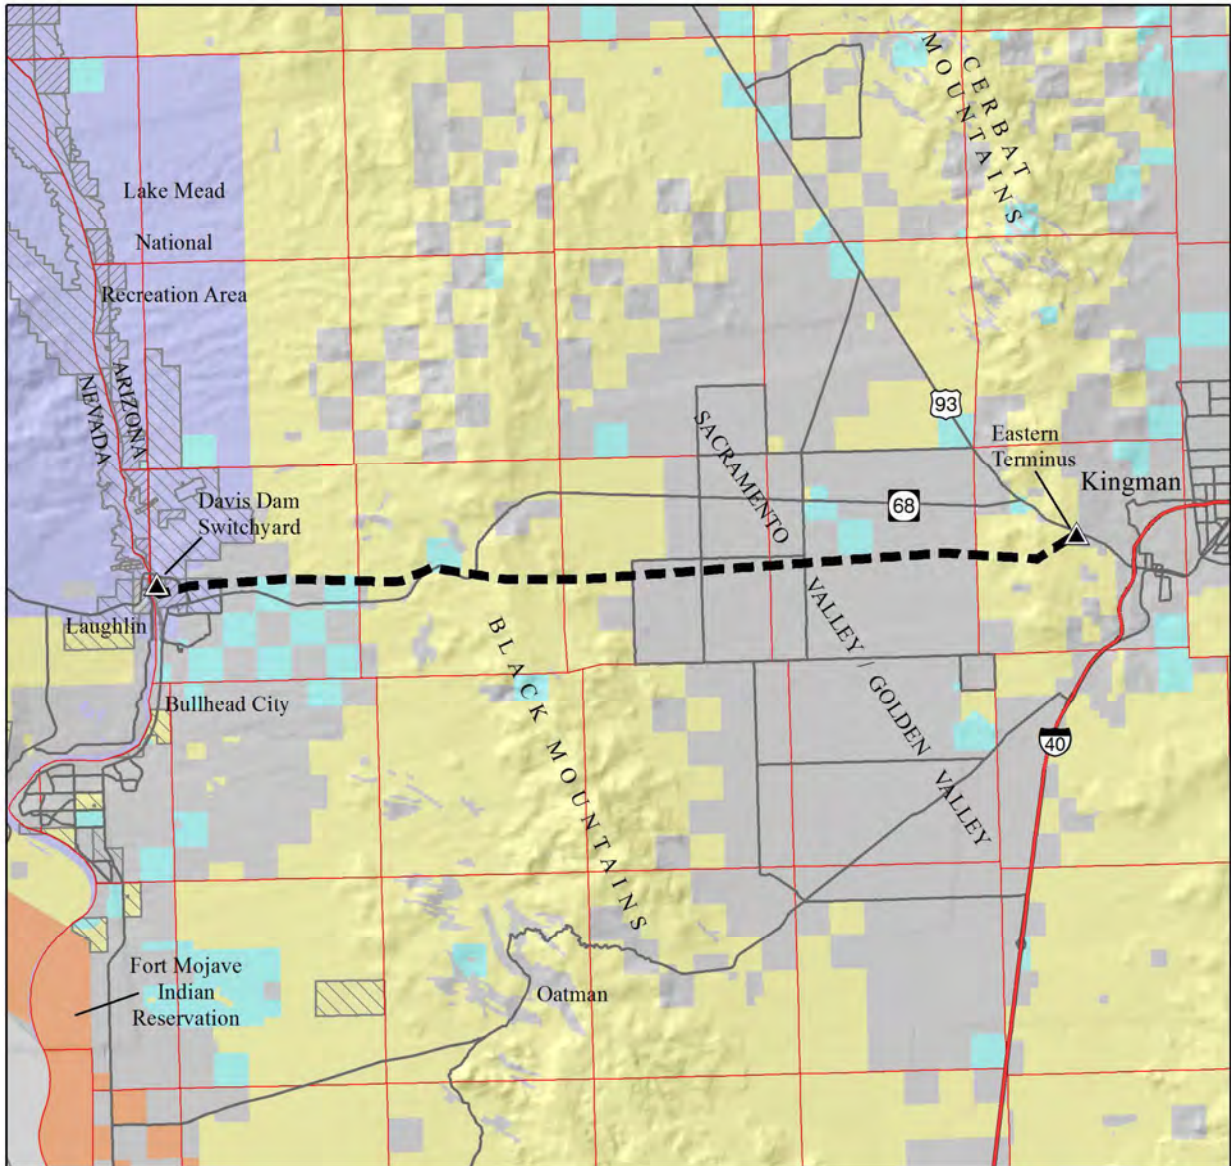 CERBAT
MOUNTAINS
Lake Mead
National
Recreation Area
ARIZONA
NEVADA
93
Eastern
Terminus
Kingman
SACRAMENTO
VALLEY / GOLDEN
VALLEY
68
Davis Dam
Switchyard
Laughlin
Bullhead City
BLACK MOUNTAINS
40
Fort Mojave
Indian
Reservation
Oatman